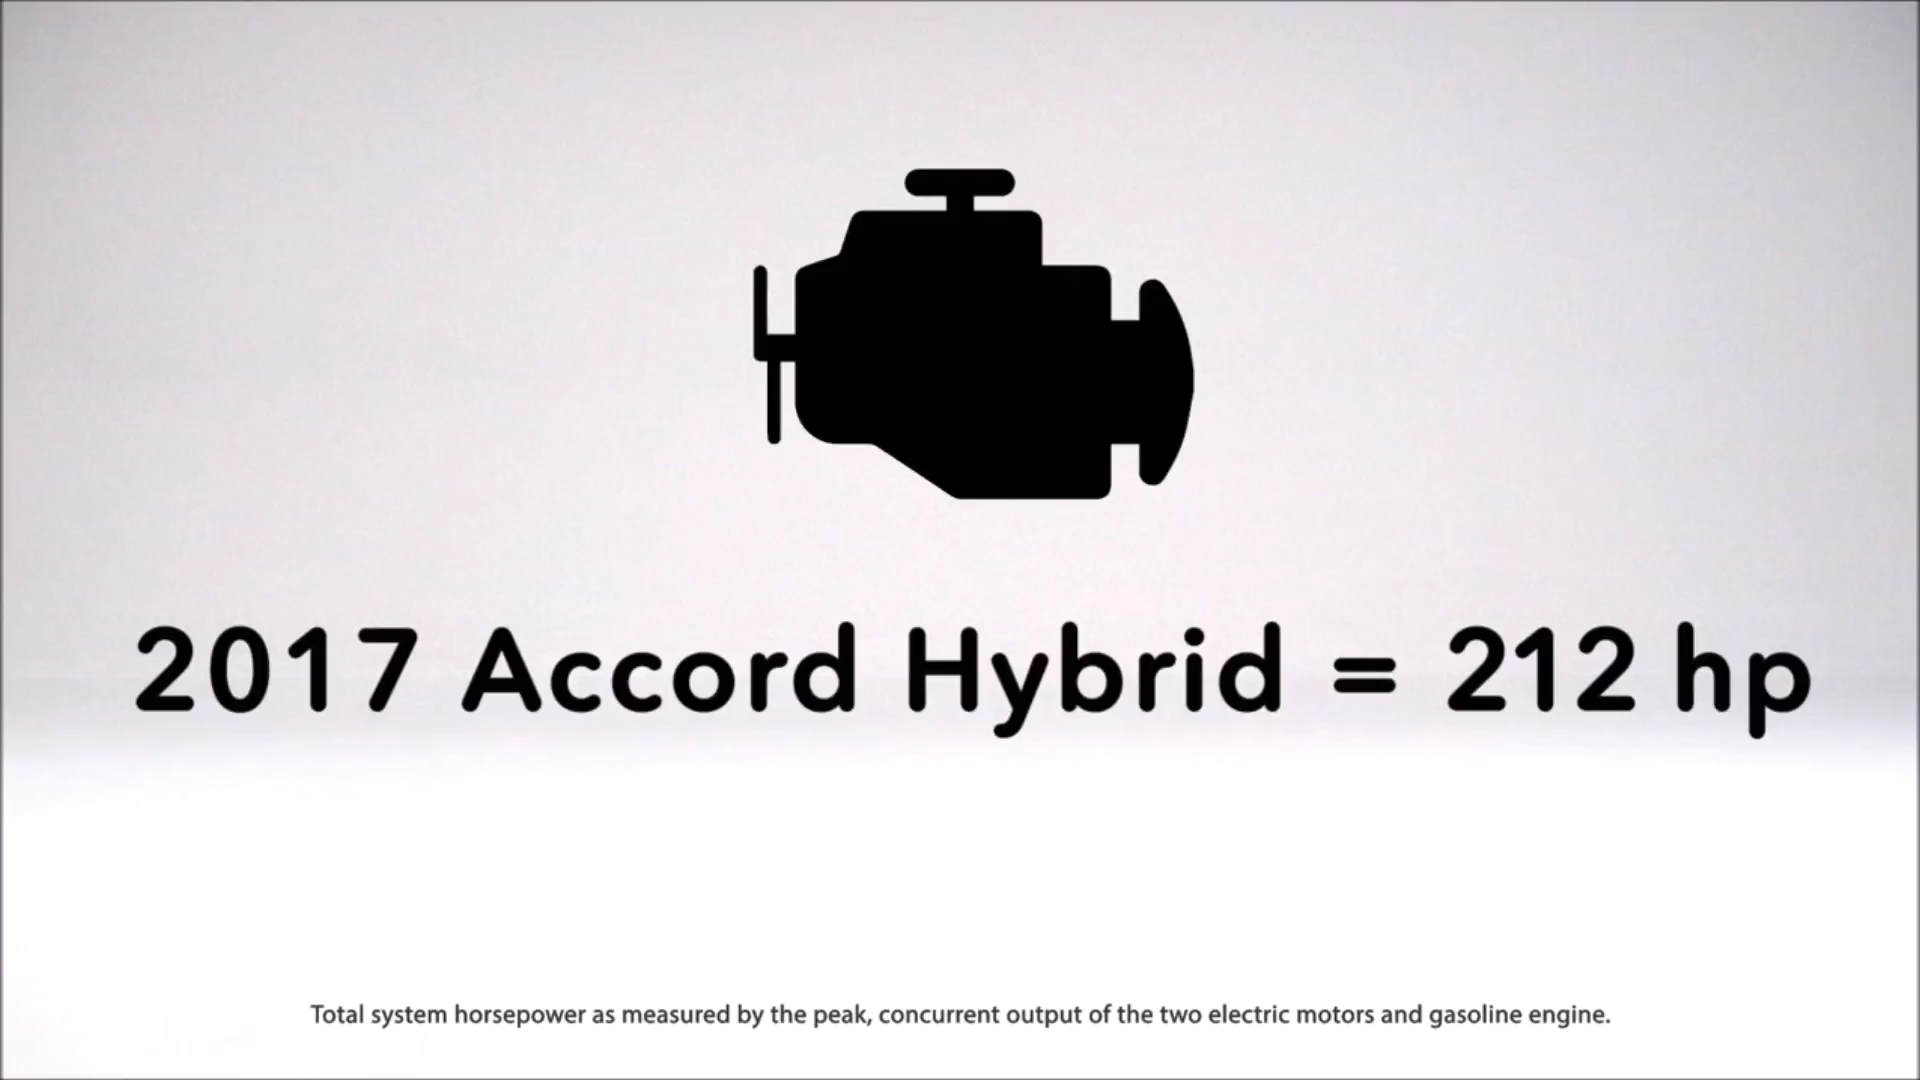 2017 Accord Hybrid = 212 hp
Total system horsepower as measured by the peak, concurrent output of the two electric motors and gasoline engine.